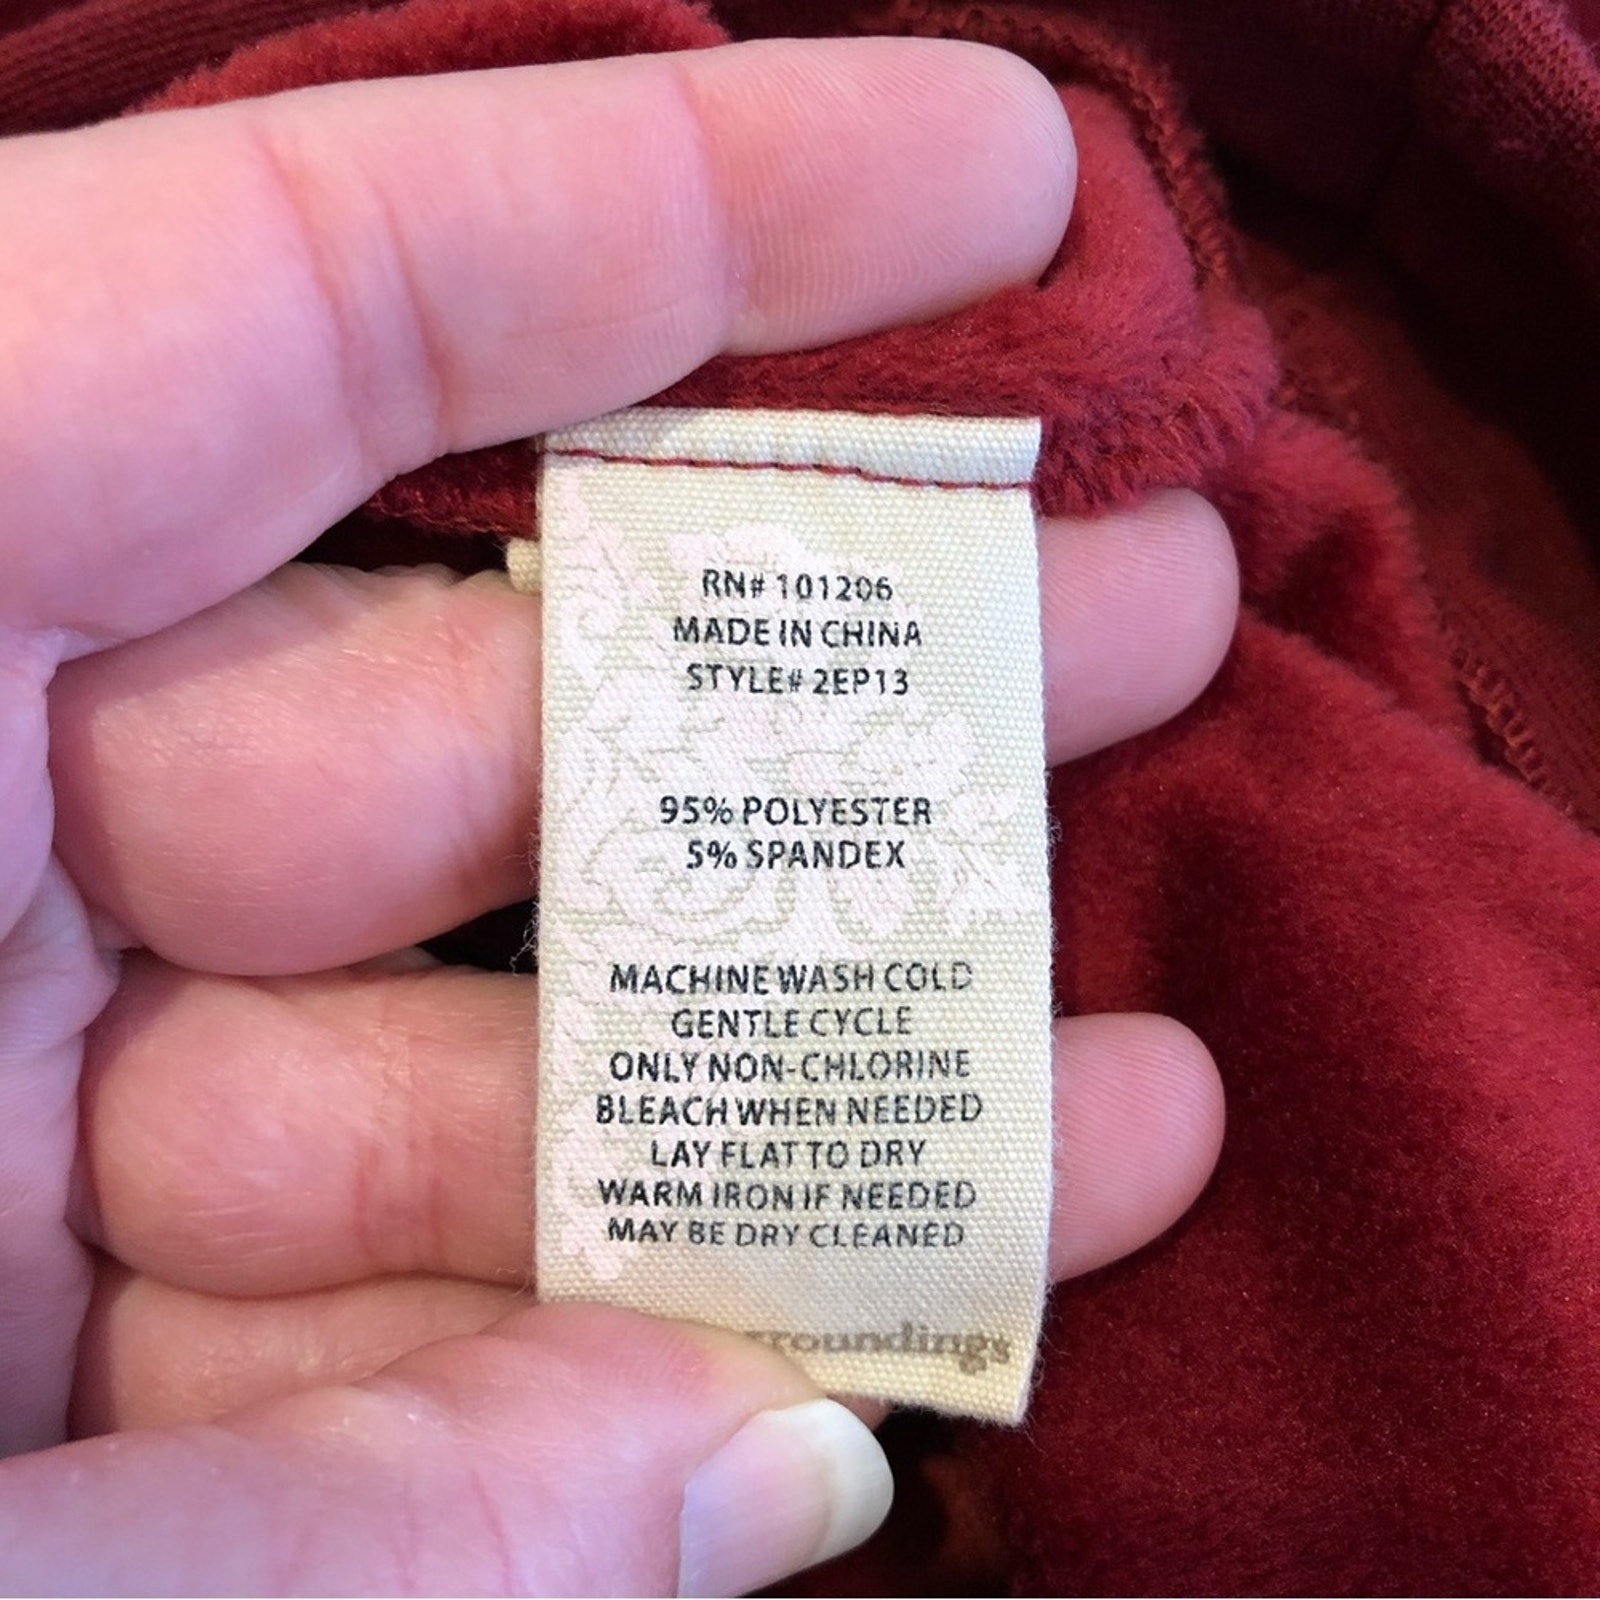 RN# 101206
MADE IN CHINA
STYLE# 2EP13
95% POLYESTER
5% SPANDEX
MACHINE WASH COLD
GENTLE CYCLE
ONLY NON-CHLORINE
BLEACH WHEN NEEDED
LAY FLAT TO DRY
WARM IRON IF NEEDED
MAY BE DRY CLEANED
roundings